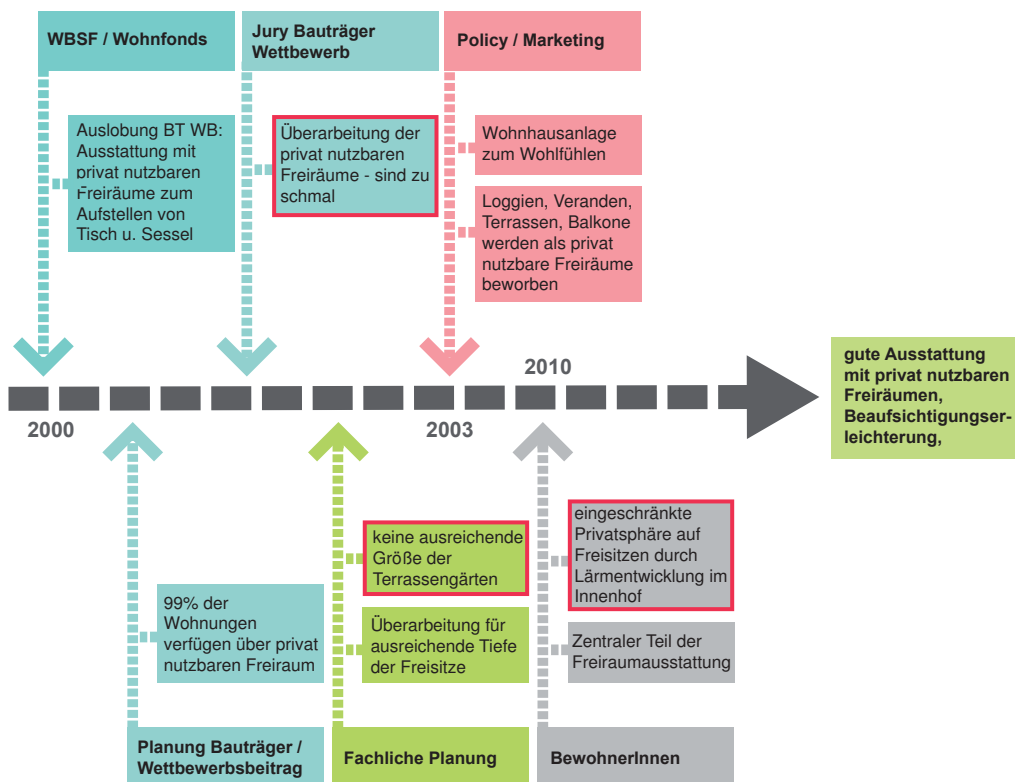 WBSF / Wohnfonds
Jury Bauträger
Wettbewerb
Policy / Marketing
Auslobung BT WB:
Ausstattung mit
privat nutzbaren
Freiräume zum
Aufstellen von
Tisch u. Sessel
Überarbeitung der
privat nutzbaren
Freiräume - sind zu
schmal
Wohnhausanlage
zum Wohlfühlen
Loggien, Veranden,
Terrassen, Balkone
werden als privat
nutzbare Freiräume
beworben
2010
2000
2003
gute Ausstattung
mit privat nutzbaren
Freiräumen,
Beaufsichtigungser-
leichterung,
99% der
Wohnungen
verfügen über privat
nutzbaren Freiraum
keine ausreichende
Größe der
Terrassengärten
Überarbeitung für
ausreichende Tiefe
der Freisitze
eingeschränkte
Privatsphäre auf
Freisitzen durch
Lärmentwicklung im
Innenhof
Zentraler Teil der
Freiraumausstattung
Planung Bauträger /
Wettbewerbsbeitrag
Fachliche Planung
BewohnerInnen